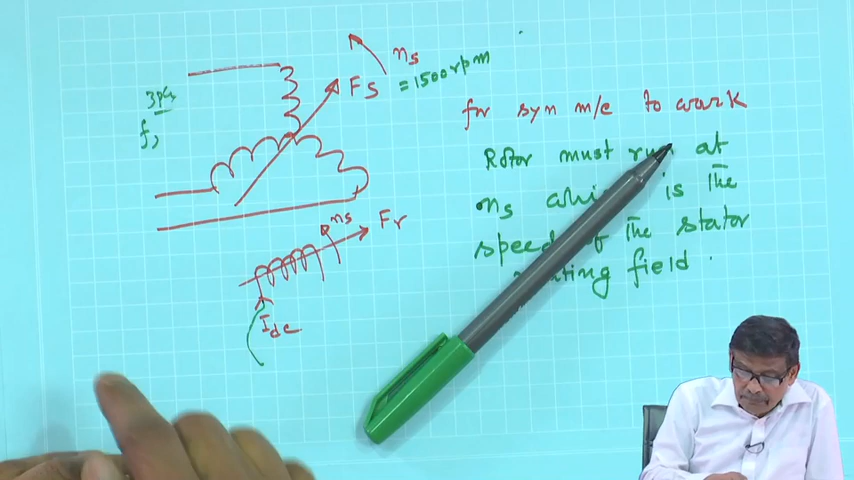 ns
= 1500 rpm
FS
3ph
f,
for syn m/c to work
Rotor must run at
ns which is the
speed of the stator
field.
ns
Fr
Idc